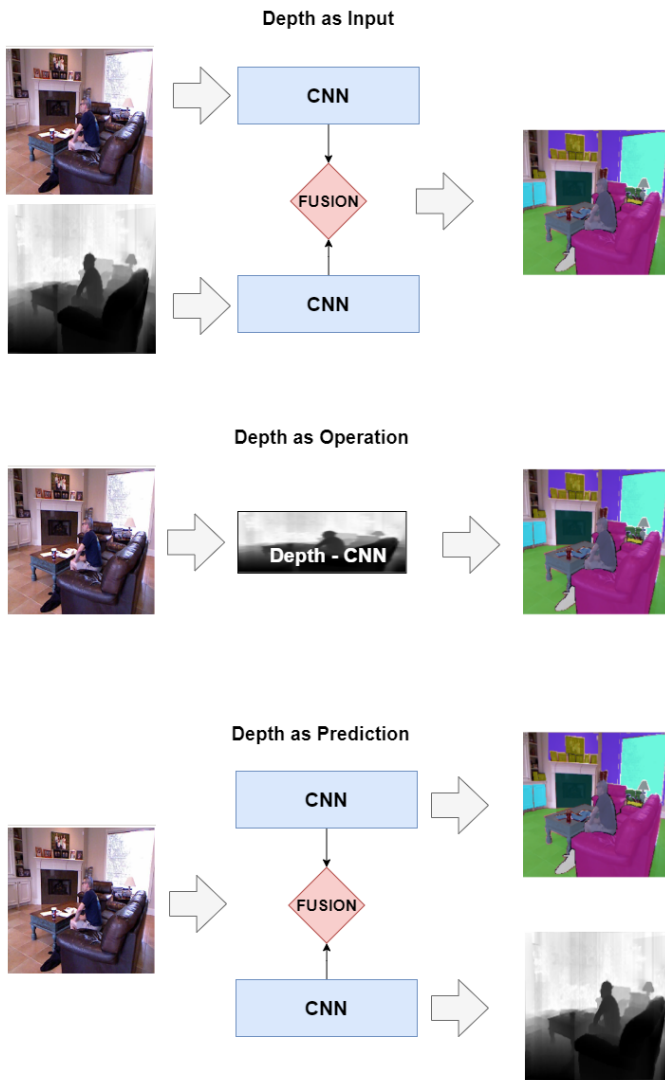 Depth as Input
CNN
FUSION
CNN
Depth as Operation
Depth - CNN
Depth as Prediction
CNN
FUSION
CNN